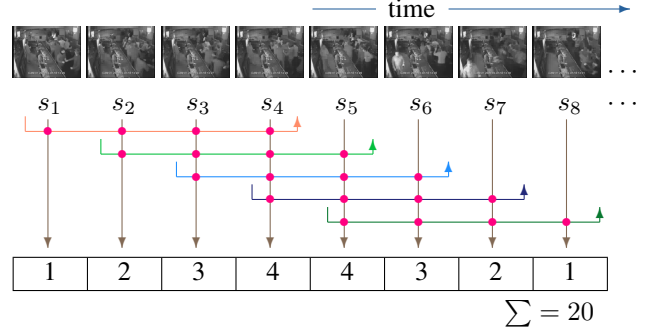 time
...
s1 s2 s3 s4 s5 s6 s7 s8 ...
1 2 3 4 4 3 2 1
∑ = 20